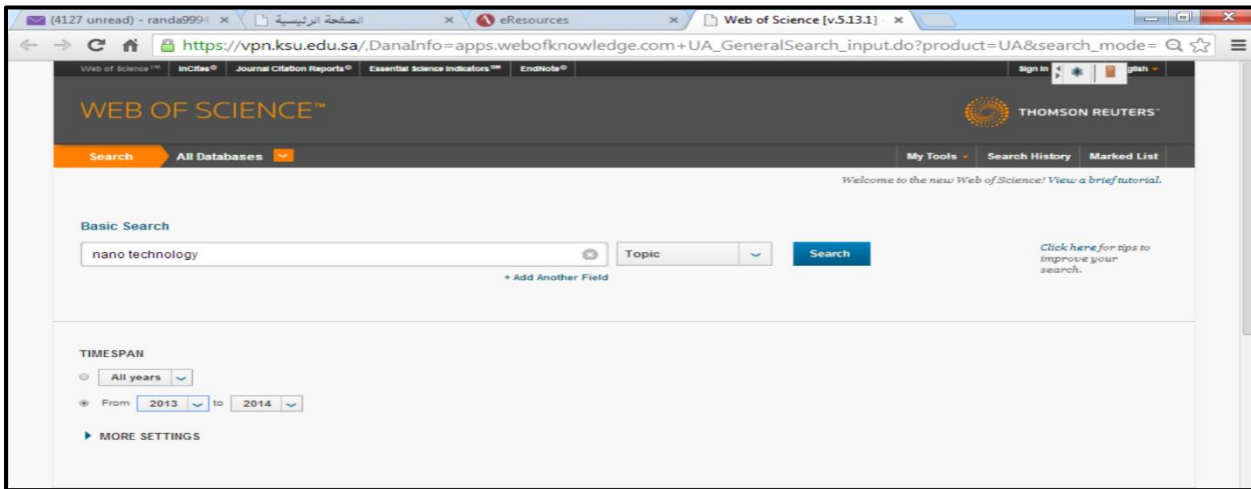 (4127 unread) - randa9994
الصفحة الرئيسية
eResources
Web of Science [v.5.13.1] -
https://vpn.ksu.edu.sa/,DanaInfo=apps.webofknowledge.com+UA_GeneralSearch_input.do?product=UA&search_mode=
Web of Science™ InCites® Journal Citation Reports® Essential Science Indicators℠ EndNote®
Sign In glish
WEB OF SCIENCE™
THOMSON REUTERS™
Search All Databases My Tools Search History Marked List
Welcome to the new Web of Science! View a brief tutorial.
Basic Search
nano technology Topic Search
Click here for tips to
improve your
search.
+ Add Another Field
TIMESPAN
All years
From 2013 to 2014
MORE SETTINGS